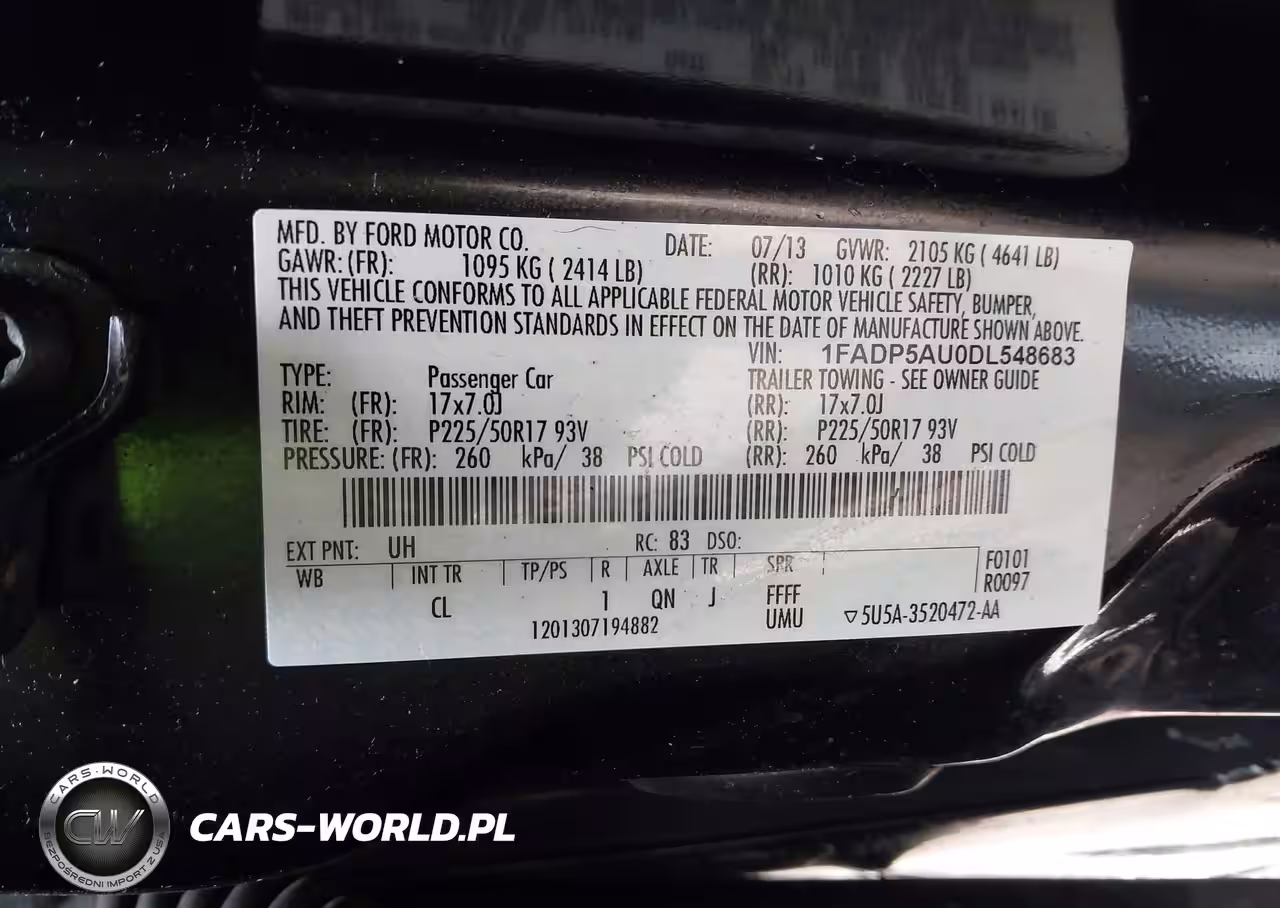 MFD. BY FORD MOTOR CO. DATE: 07/13 GVWR: 2105 KG ( 4641 LB)
GAWR: (FR): 1095 KG ( 2414 LB) (RR): 1010 KG ( 2227 LB)
THIS VEHICLE CONFORMS TO ALL APPLICABLE FEDERAL MOTOR VEHICLE SAFETY, BUMPER,
AND THEFT PREVENTION STANDARDS IN EFFECT ON THE DATE OF MANUFACTURE SHOWN ABOVE.
VIN: 1FADP5AU0DL548683
TYPE: Passenger Car TRAILER TOWING - SEE OWNER GUIDE
RIM: (FR): 17x7.0J (RR): 17x7.0J
TIRE: (FR): P225/50R17 93V (RR): P225/50R17 93V
PRESSURE: (FR): 260 kPa/ 38 PSI COLD (RR): 260 kPa/ 38 PSI COLD
EXT PNT: UH RC: 83 DSO:
WB INT TR TP/PS R AXLE TR SPR F0101
R0097
CL 1 QN J FFFF
1201307194882 UMU ▽5U5A-3520472-AA
CARS-WORLD
CW
BEZPOŚREDNI IMPORT Z USA
CARS-WORLD.PL